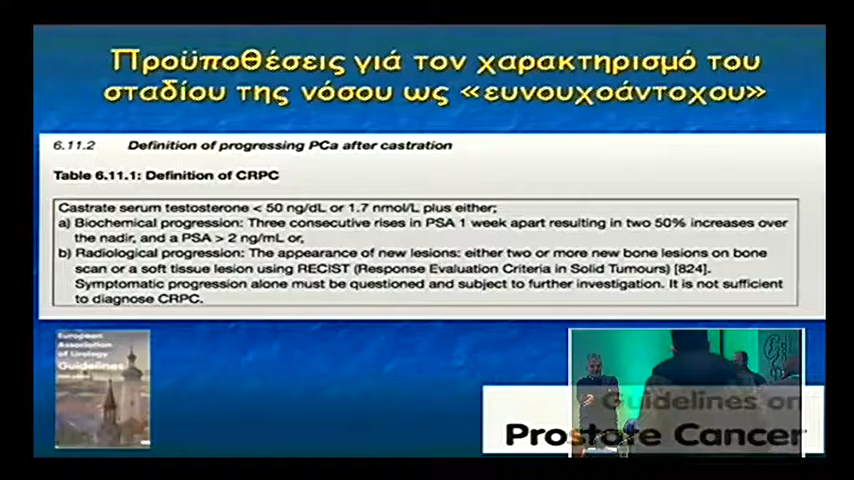 Προϋποθέσεις γιά τον χαρακτηρισμό του
σταδίου της νόσου ως «ευνουχοάντοχου»
6.11.2 Definition of progressing PCa after castration
Table 6.11.1: Definition of CRPC
Castrate serum testosterone < 50 ng/dL or 1.7 nmol/L plus either;
a) Biochemical progression: Three consecutive rises in PSA 1 week apart resulting in two 50% increases over
the nadir, and a PSA > 2 ng/mL or,
b) Radiological progression: The appearance of new lesions: either two or more new bone lesions on bone
scan or a soft tissue lesion using RECIST (Response Evaluation Criteria in Solid Tumours) [824].
Symptomatic progression alone must be questioned and subject to further investigation. It is not sufficient
to diagnose CRPC.
European
Association
of Urology
Guidelines
Guidelines on
Prostate Cancer